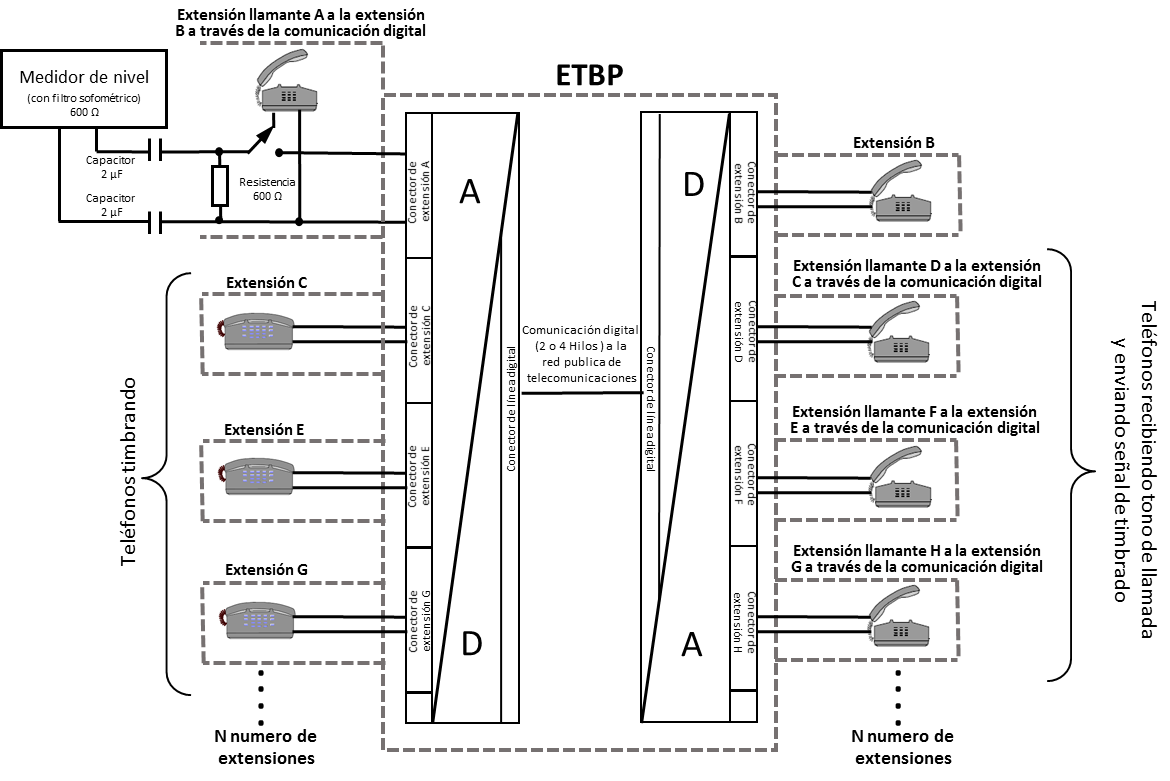 Extensión llamante A a la extensión
B a través de la comunicación digital
Medidor de nivel
(con filtro sofométrico)
600 Ω
Capacitor
2 µF
Capacitor
2 µF
Resistencia
600 Ω
ETBP
A
D
Conector de
extensión A
Conector de
extensión C
Conector de
extensión E
Conector de
extensión G
Conector de línea digital
Extensión C
Extensión E
Extensión G
Teléfonos timbrando
N numero de
extensiones
Comunicación digital
(2 o 4 Hilos ) a la
red publica de
telecomunicaciones
Conector de línea digital
D
A
Conector de
extensión B
Conector de
extensión D
Conector de
extensión F
Conector de
extensión H
Extensión B
Extensión llamante D a la extensión
C a través de la comunicación digital
Extensión llamante F a la extensión
E a través de la comunicación digital
Extensión llamante H a la extensión
G a través de la comunicación digital
N numero de
extensiones
Teléfonos recibiendo tono de llamada
y enviando señal de timbrado